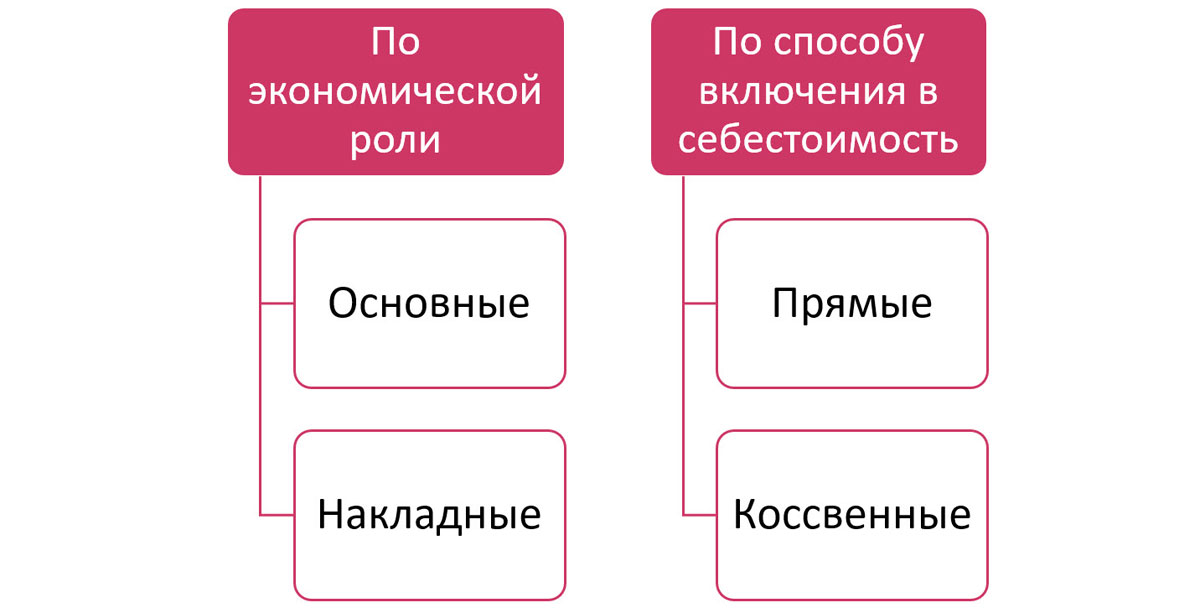 По
экономической
роли
Основные
Накладные
По способу
включения в
себестоимость
Прямые
Коссвенные